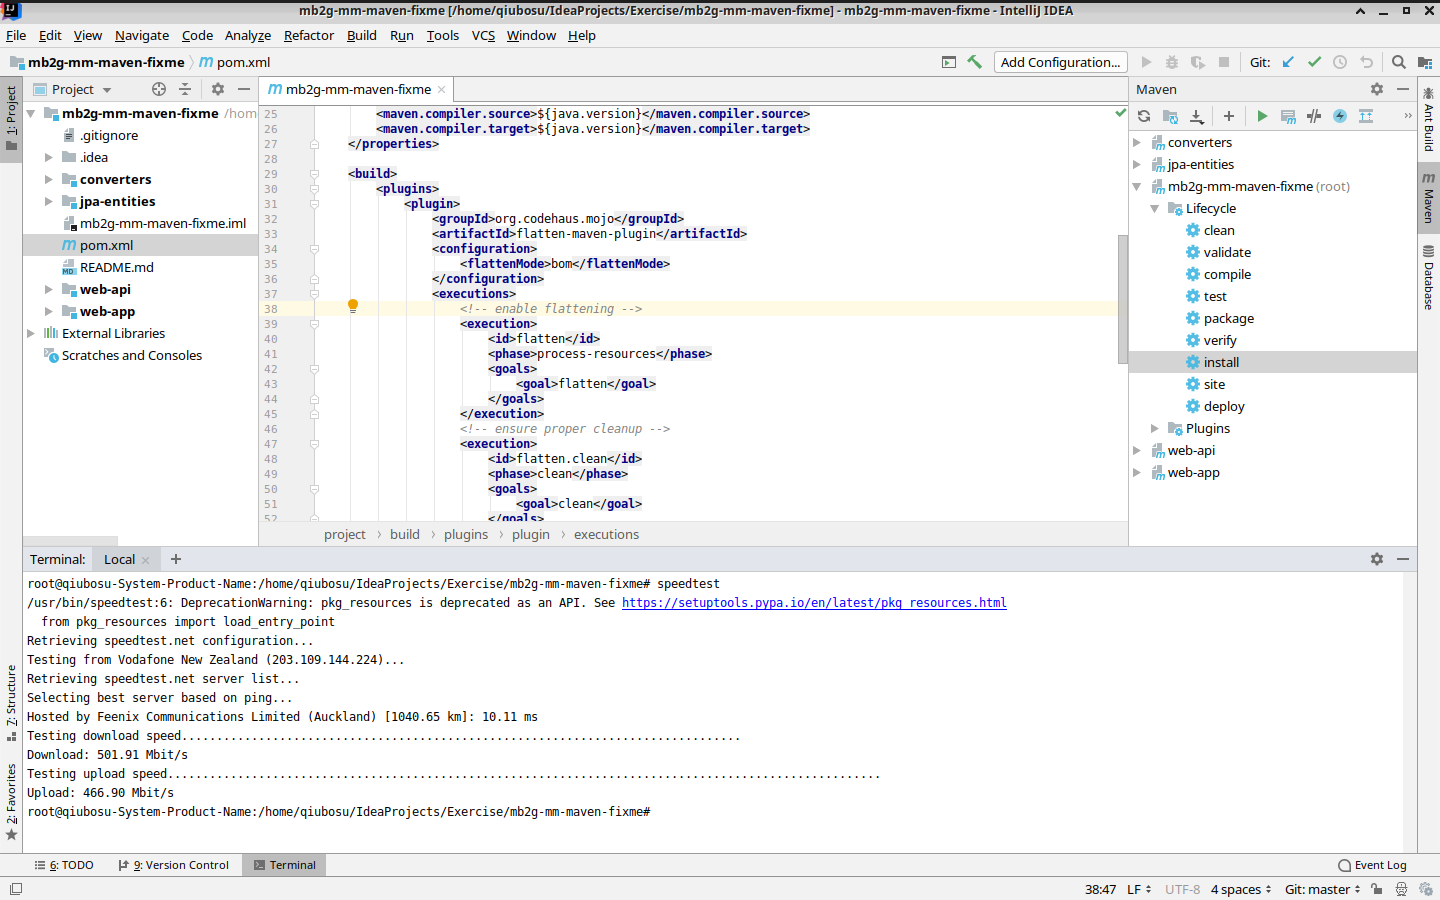 mb2g-mm-maven-fixme [/home/qiubosu/IdeaProjects/Exercise/mb2g-mm-maven-fixme] - mb2g-mm-maven-fixme - IntelliJ IDEA
File Edit View Navigate Code Analyze Refactor Build Run Tools VCS Window Help
mb2g-mm-maven-fixme pom.xml Add Configuration... Git:
1: Project
Project
mb2g-mm-maven-fixme /hom
.gitignore
.idea
converters
jpa-entities
mb2g-mm-maven-fixme.iml
pom.xml
README.md
web-api
web-app
External Libraries
Scratches and Consoles
mb2g-mm-maven-fixme
25 <maven.compiler.source>${java.version}</maven.compiler.source>
26 <maven.compiler.target>${java.version}</maven.compiler.target>
27 </properties>
28
29 <build>
30 <plugins>
31 <plugin>
32 <groupId>org.codehaus.mojo</groupId>
33 <artifactId>flatten-maven-plugin</artifactId>
34 <configuration>
35 <flattenMode>bom</flattenMode>
36 </configuration>
37 <executions>
38 <!-- enable flattening -->
39 <execution>
40 <id>flatten</id>
41 <phase>process-resources</phase>
42 <goals>
43 <goal>flatten</goal>
44 </goals>
45 </execution>
46 <!-- ensure proper cleanup -->
47 <execution>
48 <id>flatten.clean</id>
49 <phase>clean</phase>
50 <goals>
51 <goal>clean</goal>
52 </goals>
project › build › plugins › plugin › executions
Maven
converters
jpa-entities
mb2g-mm-maven-fixme (root)
Lifecycle
clean
validate
compile
test
package
verify
install
site
deploy
Plugins
web-api
web-app
Ant Build
Maven
Database
Terminal: Local
root@qiubosu-System-Product-Name:/home/qiubosu/IdeaProjects/Exercise/mb2g-mm-maven-fixme# speedtest
/usr/bin/speedtest:6: DeprecationWarning: pkg_resources is deprecated as an API. See https://setuptools.pypa.io/en/latest/pkg_resources.html
from pkg_resources import load_entry_point
Retrieving speedtest.net configuration...
Testing from Vodafone New Zealand (203.109.144.224)...
Retrieving speedtest.net server list...
Selecting best server based on ping...
Hosted by Feenix Communications Limited (Auckland) [1040.65 km]: 10.11 ms
Testing download speed................................................................................
Download: 501.91 Mbit/s
Testing upload speed......................................................................................................
Upload: 466.90 Mbit/s
root@qiubosu-System-Product-Name:/home/qiubosu/IdeaProjects/Exercise/mb2g-mm-maven-fixme#
7: Structure
2: Favorites
6: TODO 9: Version Control Terminal Event Log
38:47 LF UTF-8 4 spaces Git: master